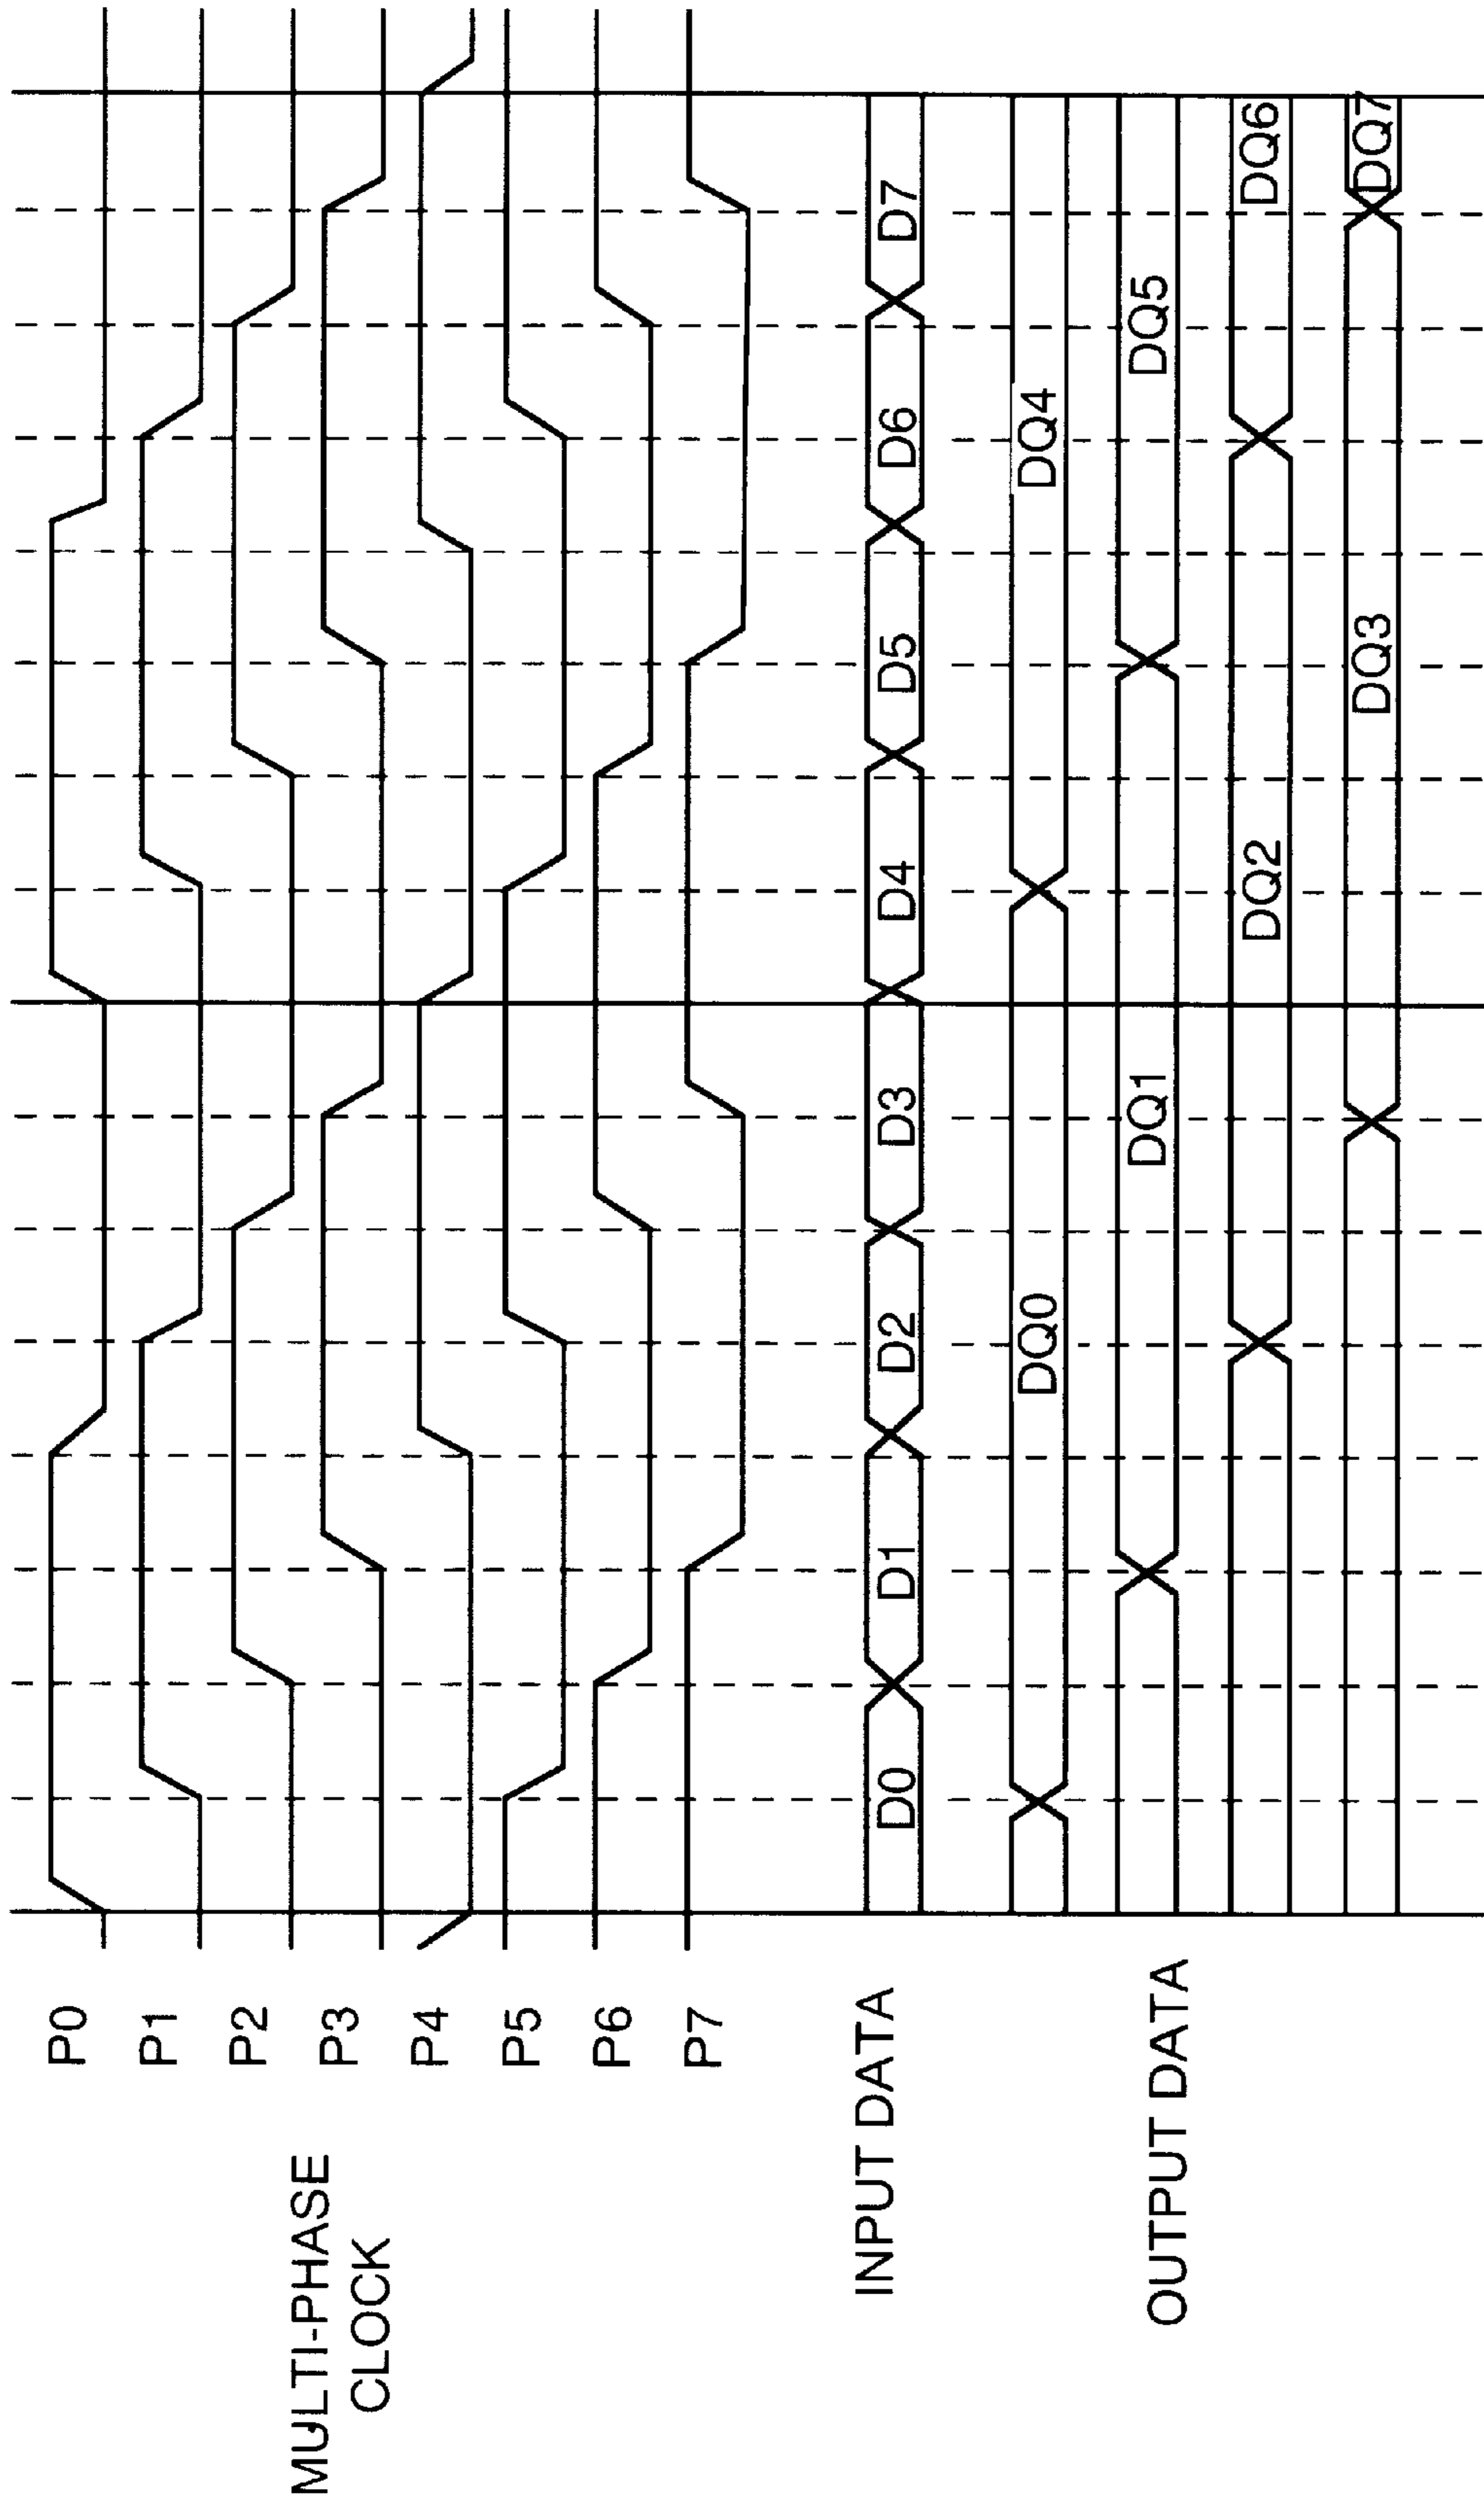 MULTI-PHASE
CLOCK
P0
P1
P2
P3
P4
P5
P6
P7
INPUT DATA
D0 D1 D2 D3 D4 D5 D6 D7
OUTPUT DATA
DQ0 DQ4
DQ1 DQ5
DQ2 DQ6
DQ3 DQ7